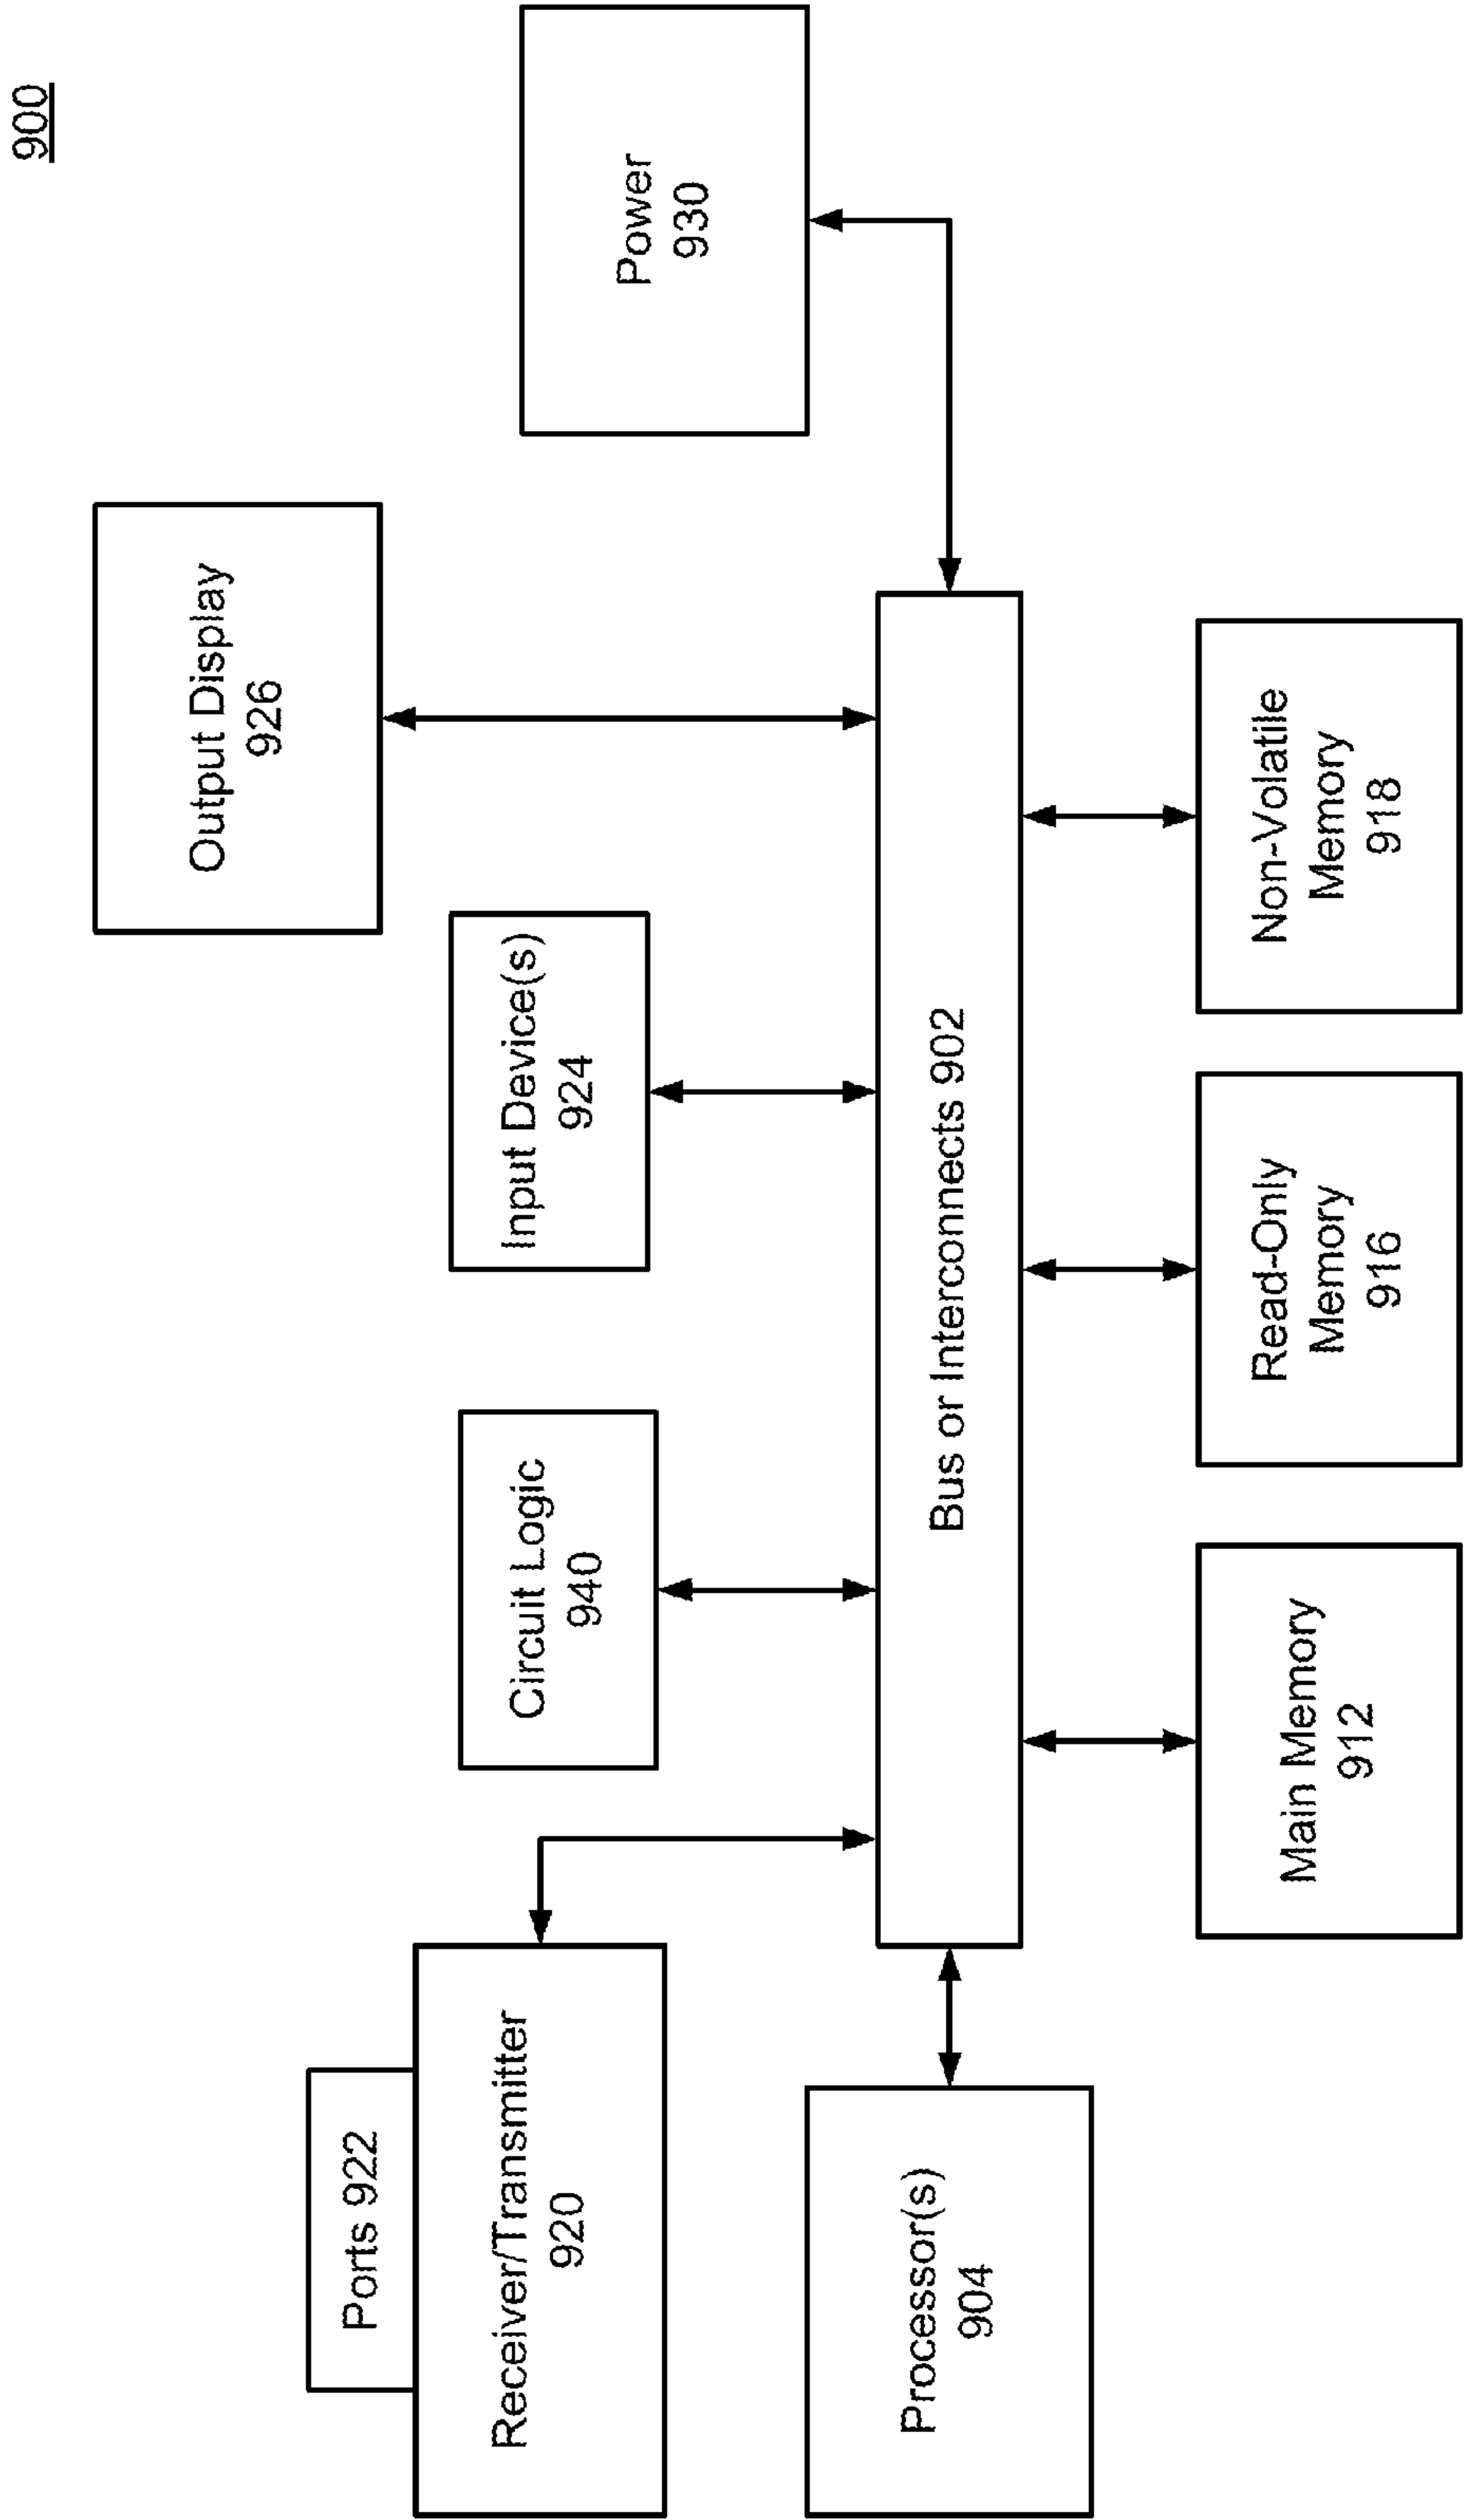 900
Ports 922
Receiver/Transmitter
920
Circuit Logic
940
Input Device(s)
924
Output Display
926
Power
930
Processor(s)
904
Bus or Interconnects 902
Main Memory
912
Read-Only
Memory
916
Non-Volatile
Memory
918